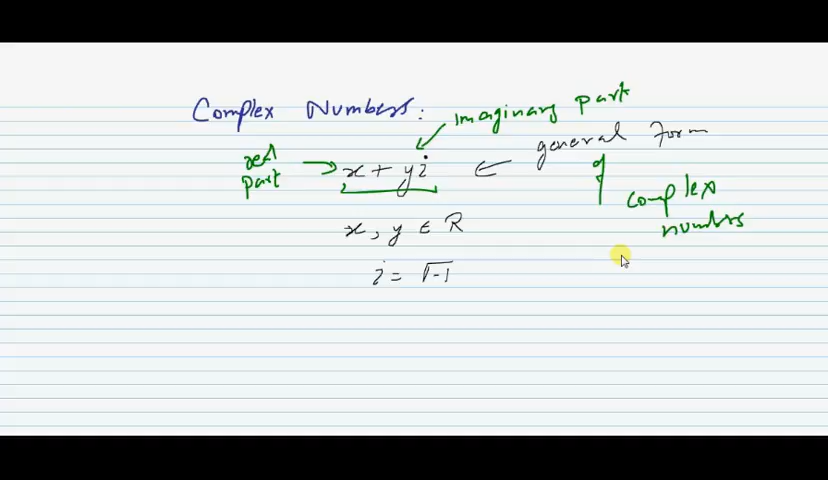 Complex Numbers:
Imaginary part
general form
of
complex
numbers
real
part
x + yi
x, y ∈ R
i = √-1